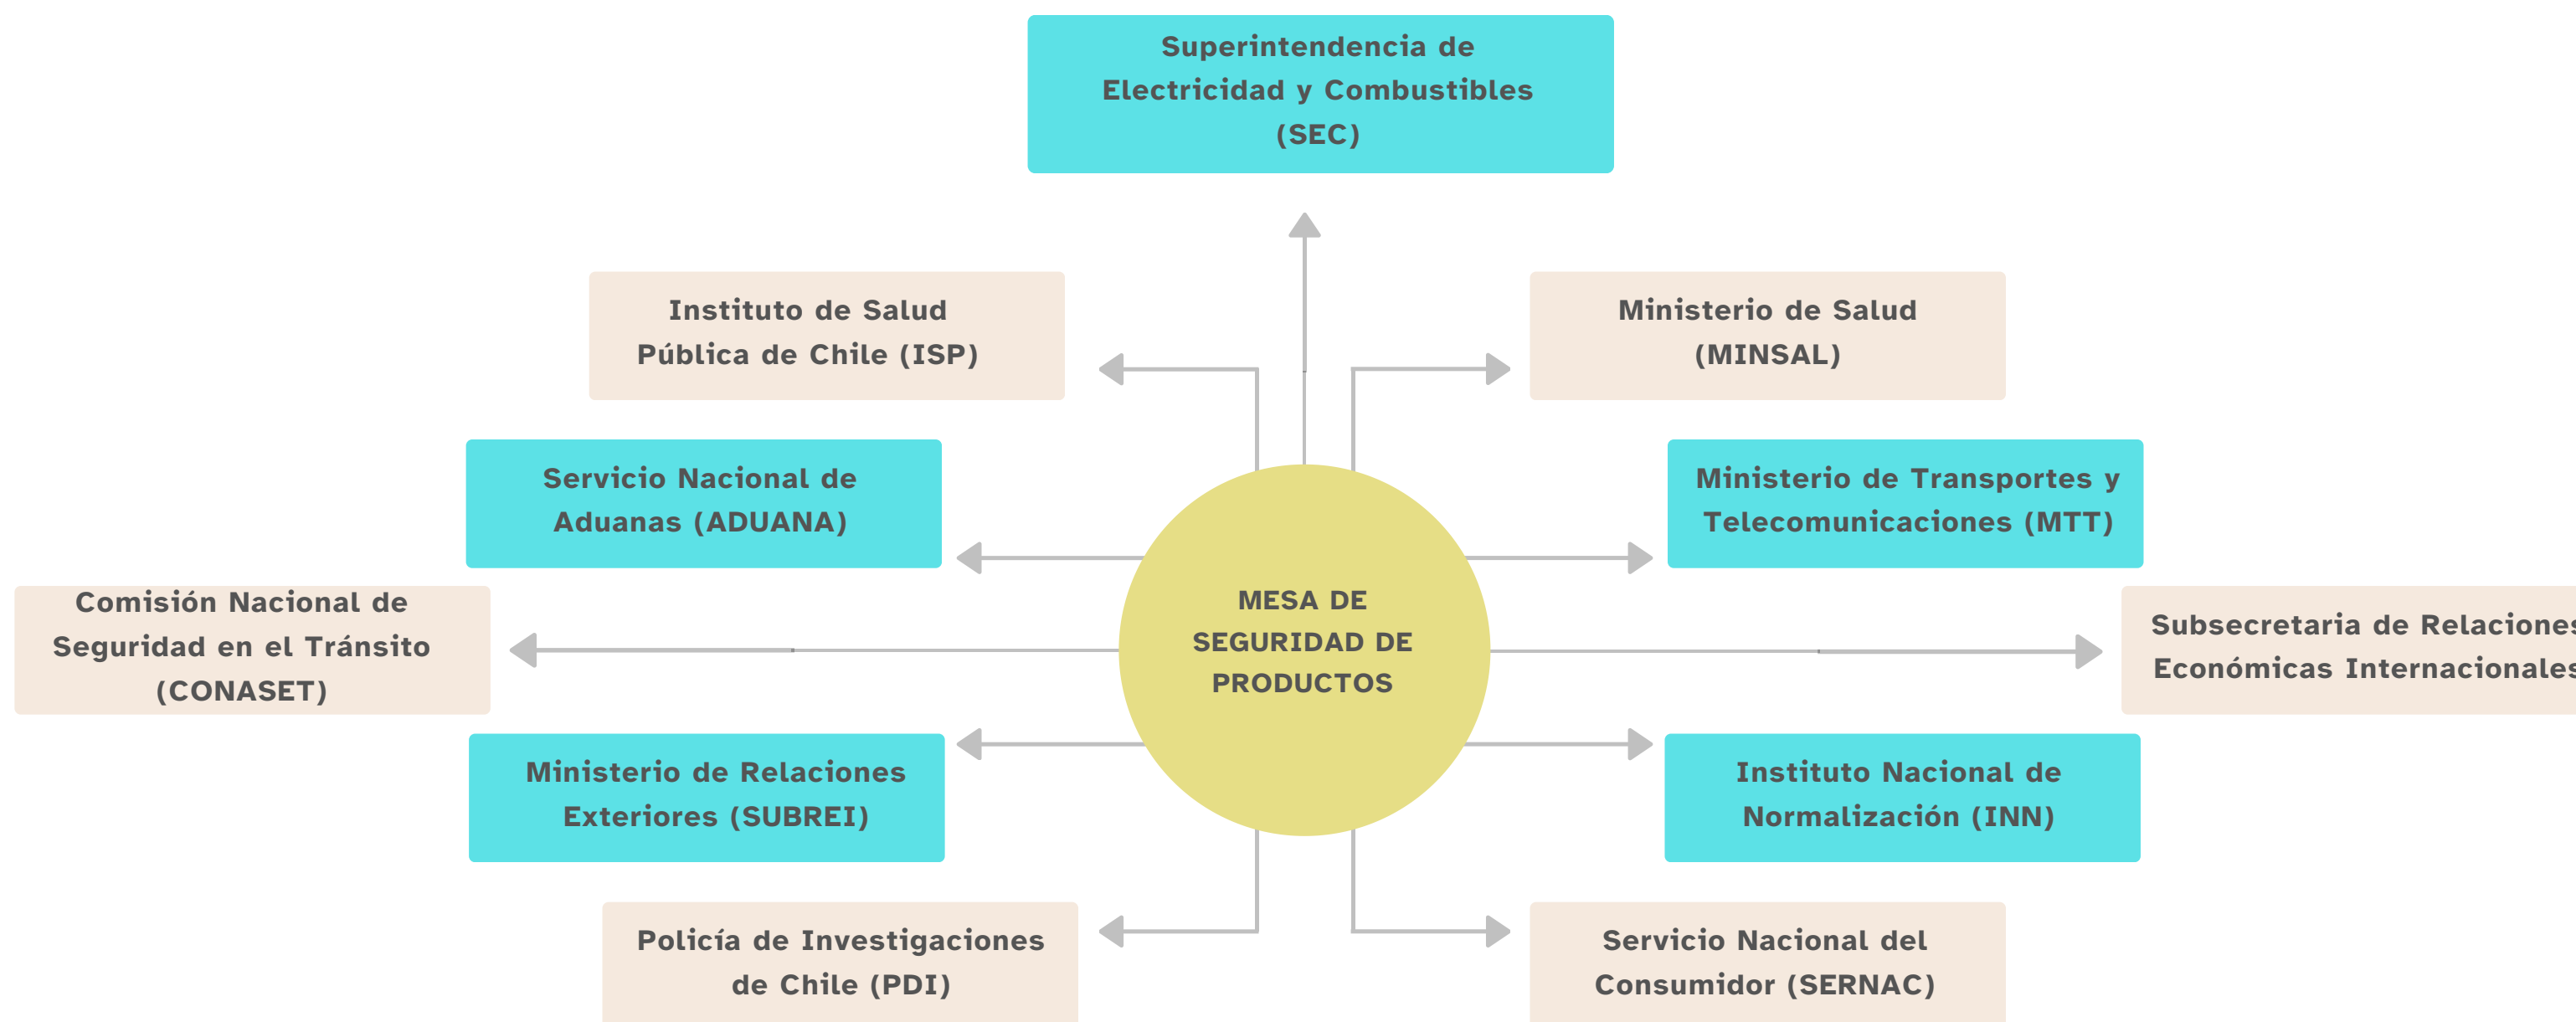 Superintendencia de
Electricidad y Combustibles
(SEC)
Instituto de Salud
Pública de Chile (ISP)
Ministerio de Salud
(MINSAL)
Servicio Nacional de
Aduanas (ADUANA)
Ministerio de Transportes y
Telecomunicaciones (MTT)
Comisión Nacional de
Seguridad en el Tránsito
(CONASET)
MESA DE
SEGURIDAD DE
PRODUCTOS
Subsecretaria de Relaciones
Económicas Internacionales
Ministerio de Relaciones
Exteriores (SUBREI)
Instituto Nacional de
Normalización (INN)
Policía de Investigaciones
de Chile (PDI)
Servicio Nacional del
Consumidor (SERNAC)